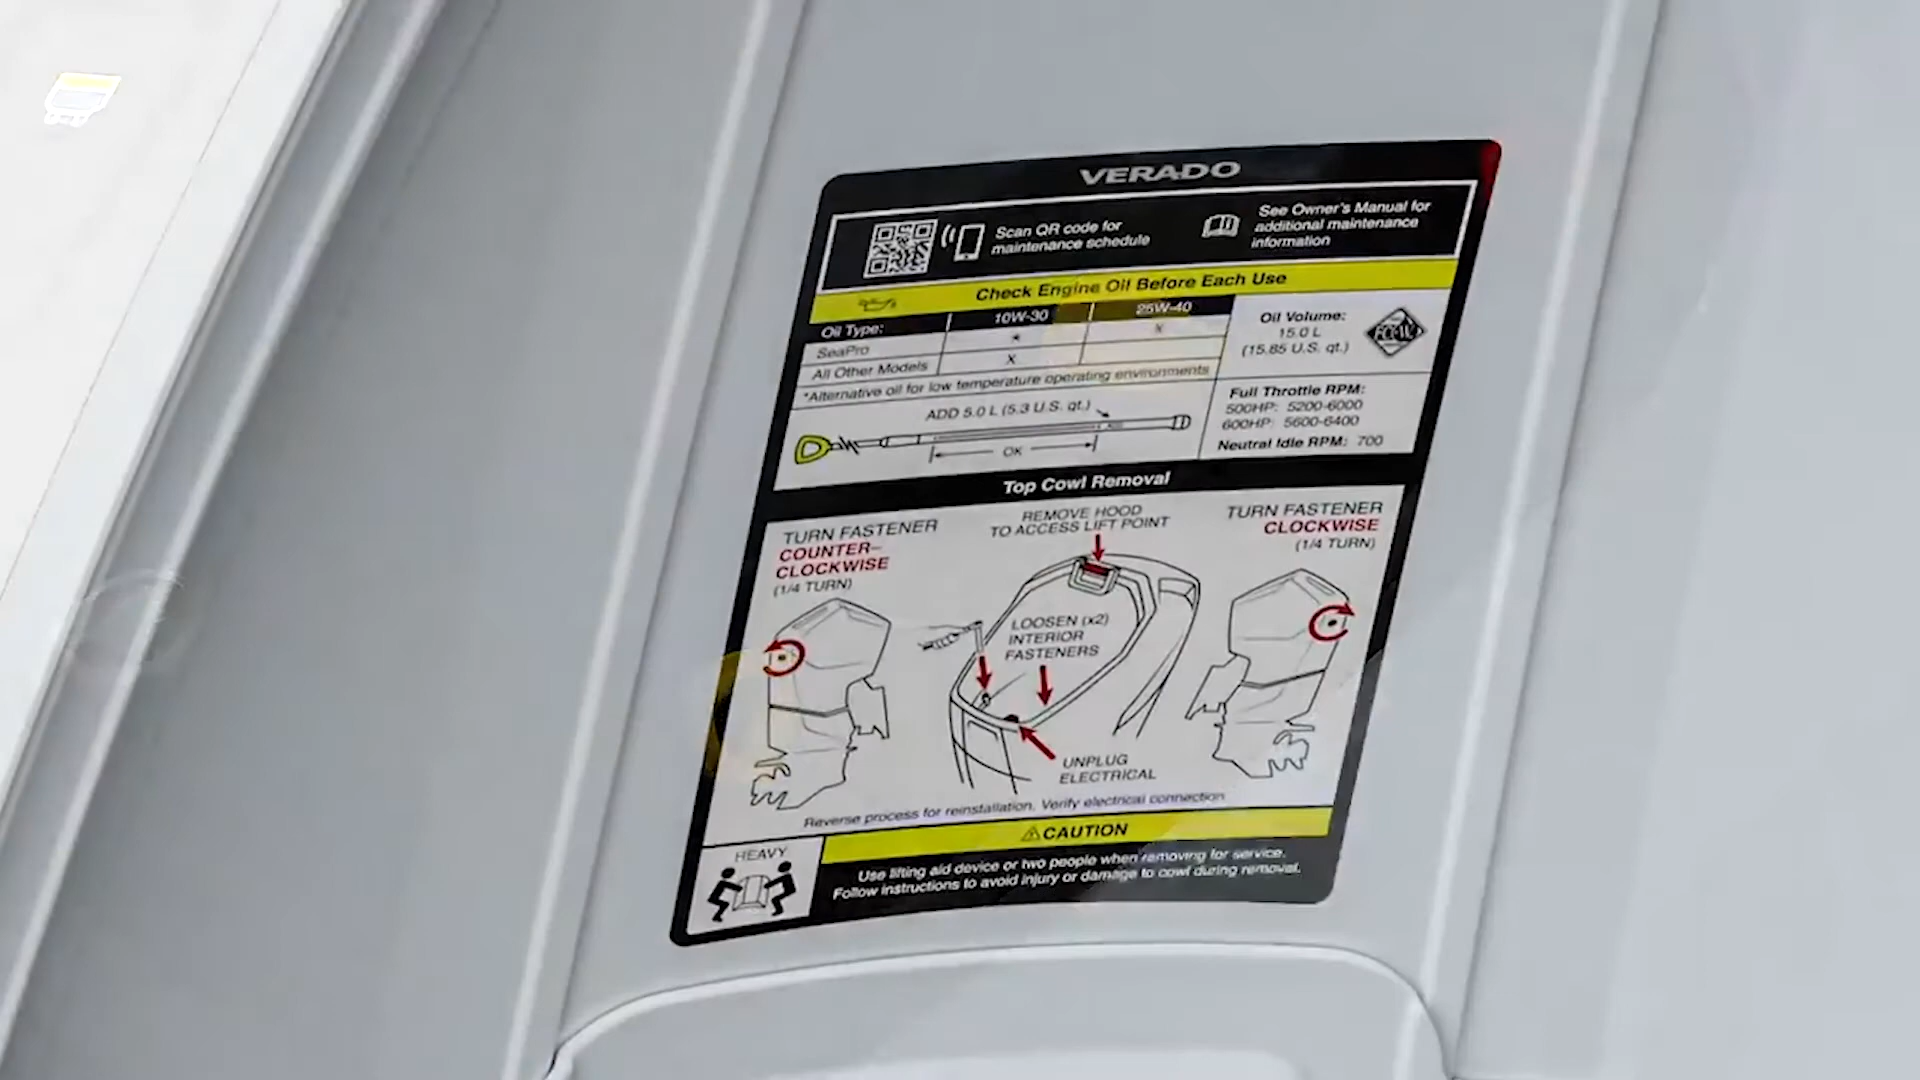 VERADO
Scan QR code for
maintenance schedule
See Owner's Manual for
additional maintenance
information
Check Engine Oil Before Each Use
Oil Type:
10W-30
25W-40
SeaPro
*
X
All Other Models
X
*Alternative oil for low temperature operating environments
Oil Volume:
15.0 L
(15.85 U.S. qt.)
FC-W
ADD 5.0 L (5.3 U.S. qt.)
ADD
OK
Full Throttle RPM:
500HP: 5200-6000
600HP: 5600-6400
Neutral Idle RPM: 700
Top Cowl Removal
TURN FASTENER
COUNTER-
CLOCKWISE
(1/4 TURN)
REMOVE HOOD
TO ACCESS LIFT POINT
TURN FASTENER
CLOCKWISE
(1/4 TURN)
LOOSEN (x2)
INTERIOR
FASTENERS
UNPLUG
ELECTRICAL
Reverse process for reinstallation. Verify electrical connection
CAUTION
HEAVY
Use lifting aid device or two people when removing for service.
Follow instructions to avoid injury or damage to cowl during removal.